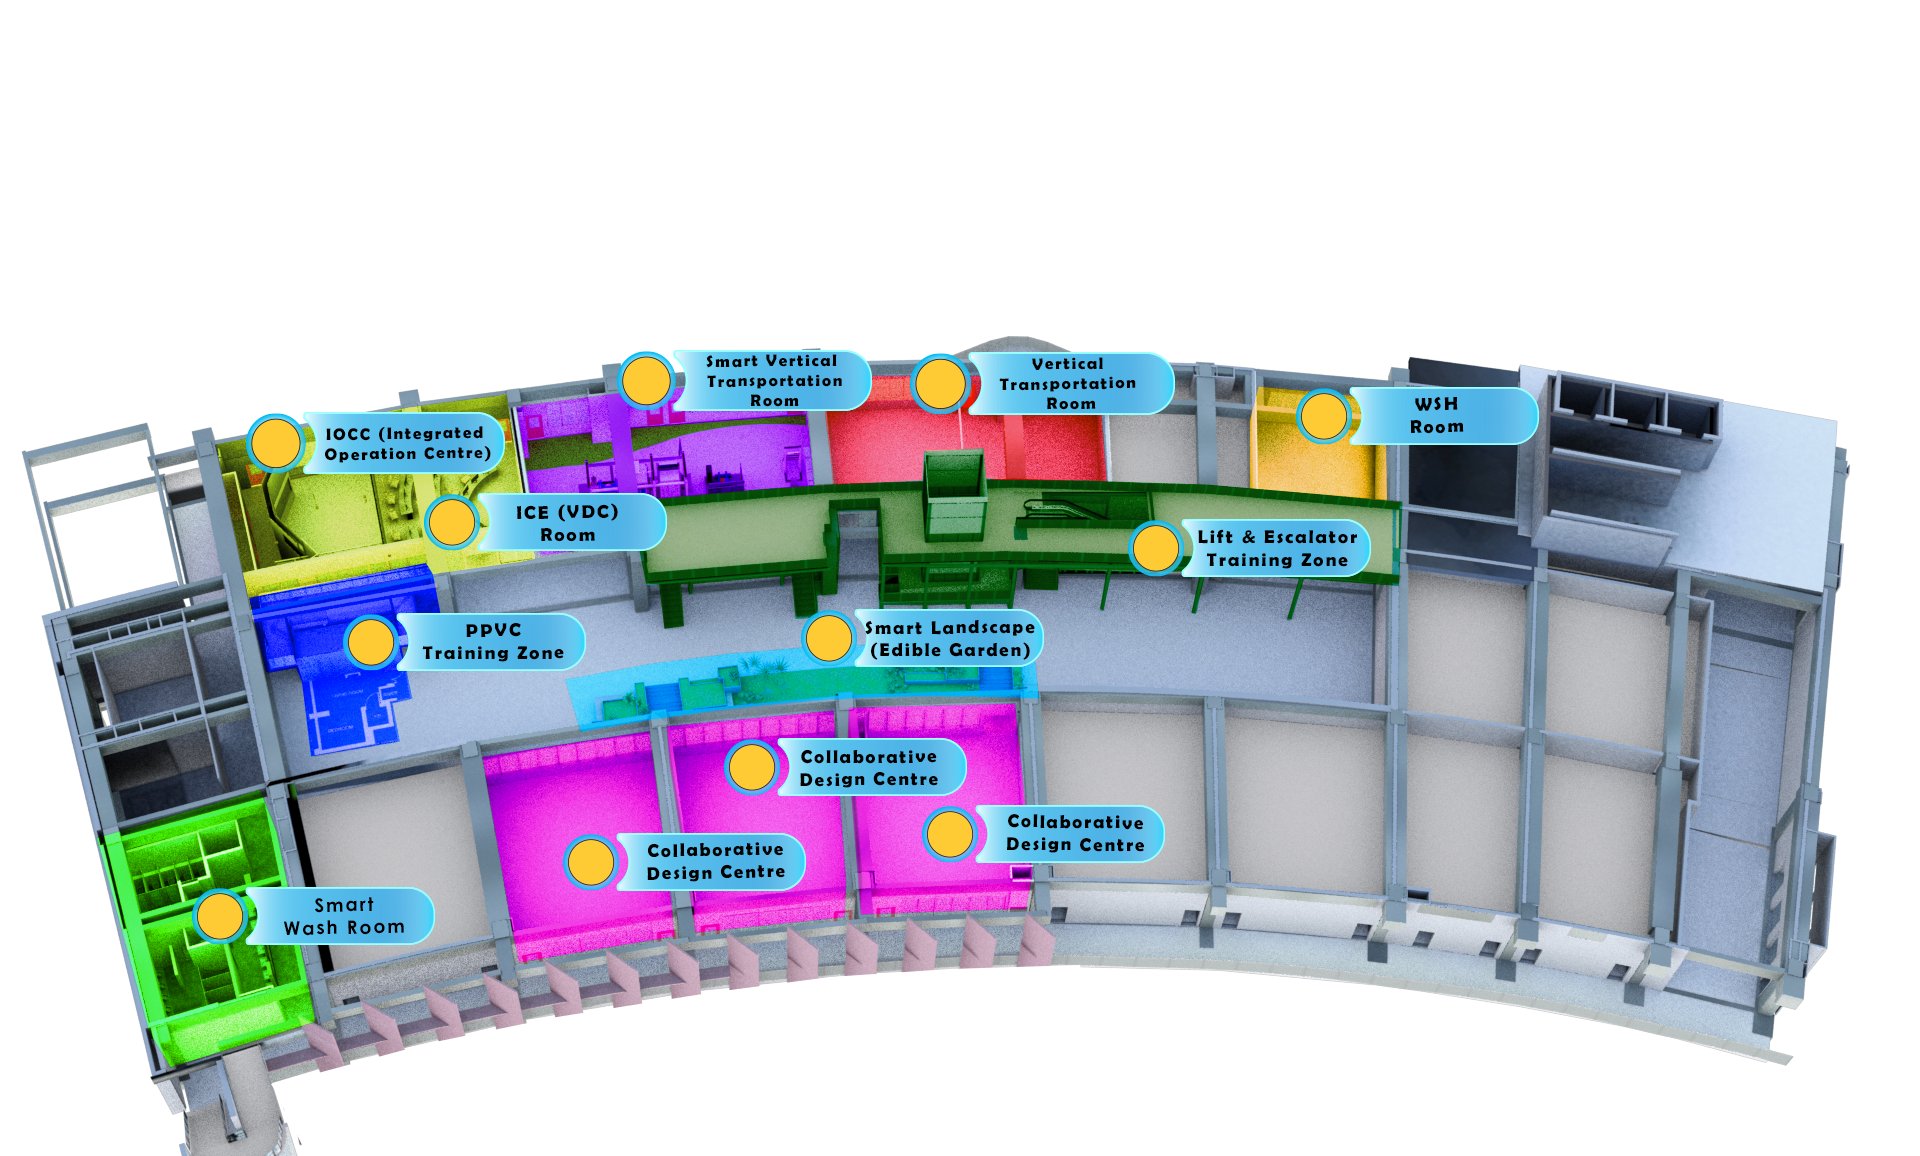 Smart Vertical
Transportation
Room
Vertical
Transportation
Room
WSH
Room
IOCC (Integrated
Operation Centre)
ICE (VDC)
Room
Lift & Escalator
Training Zone
PPVC
Training Zone
Smart Landscape
(Edible Garden)
Collaborative
Design Centre
Collaborative
Design Centre
Collaborative
Design Centre
Smart
Wash Room